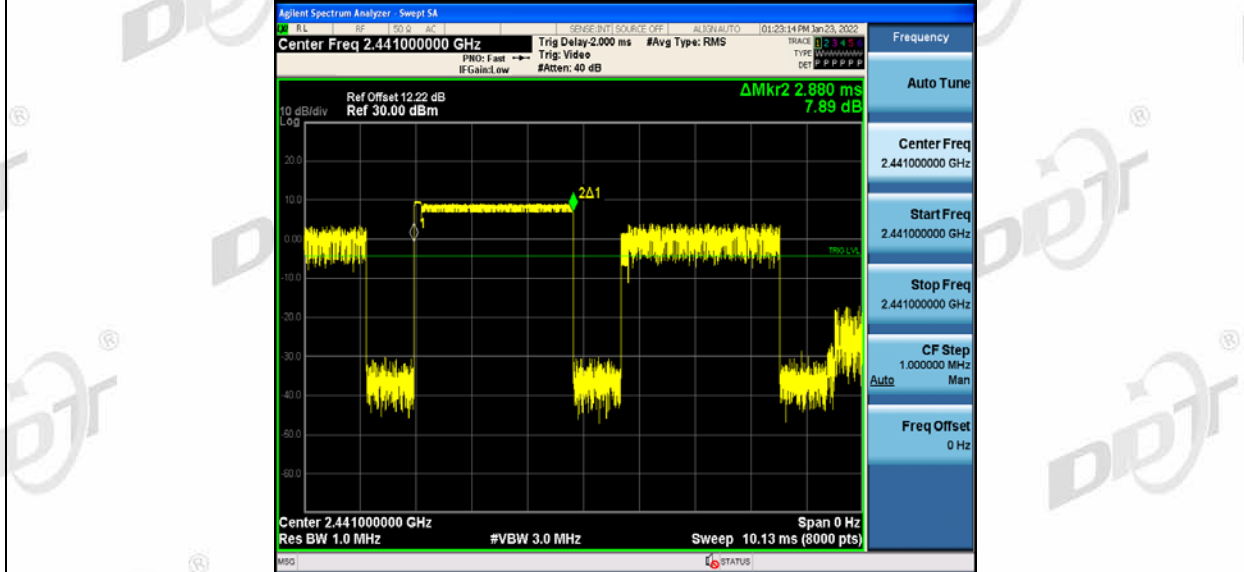 Agilent Spectrum Analyzer - Swept SA
RL RF 50 Ω AC SENSE:INT SOURCE OFF ALIGNAUTO 01:23:14 PM Jan 23, 2022
Center Freq 2.441000000 GHz
PNO: Fast
IFGain:Low
Trig Delay-2.000 ms #Avg Type: RMS
Trig: Video
#Atten: 40 dB
TRACE 1 2 3 4 5 6
TYPE
DET P P P P P P
Frequency
ΔMkr2 2.880 ms
7.89 dB
Ref Offset 12.22 dB
10 dB/div Ref 30.00 dBm
Log
20.0
10.0
0.00
-10.0
-20.0
-30.0
-40.0
-50.0
-60.0
2Δ1
TRIG LVL
Center 2.441000000 GHz
Span 0 Hz
Res BW 1.0 MHz #VBW 3.0 MHz Sweep 10.13 ms (8000 pts)
MSG STATUS
Auto Tune
Center Freq
2.441000000 GHz
Start Freq
2.441000000 GHz
Stop Freq
2.441000000 GHz
CF Step
1.000000 MHz
Auto Man
Freq Offset
0 Hz
DDT
®